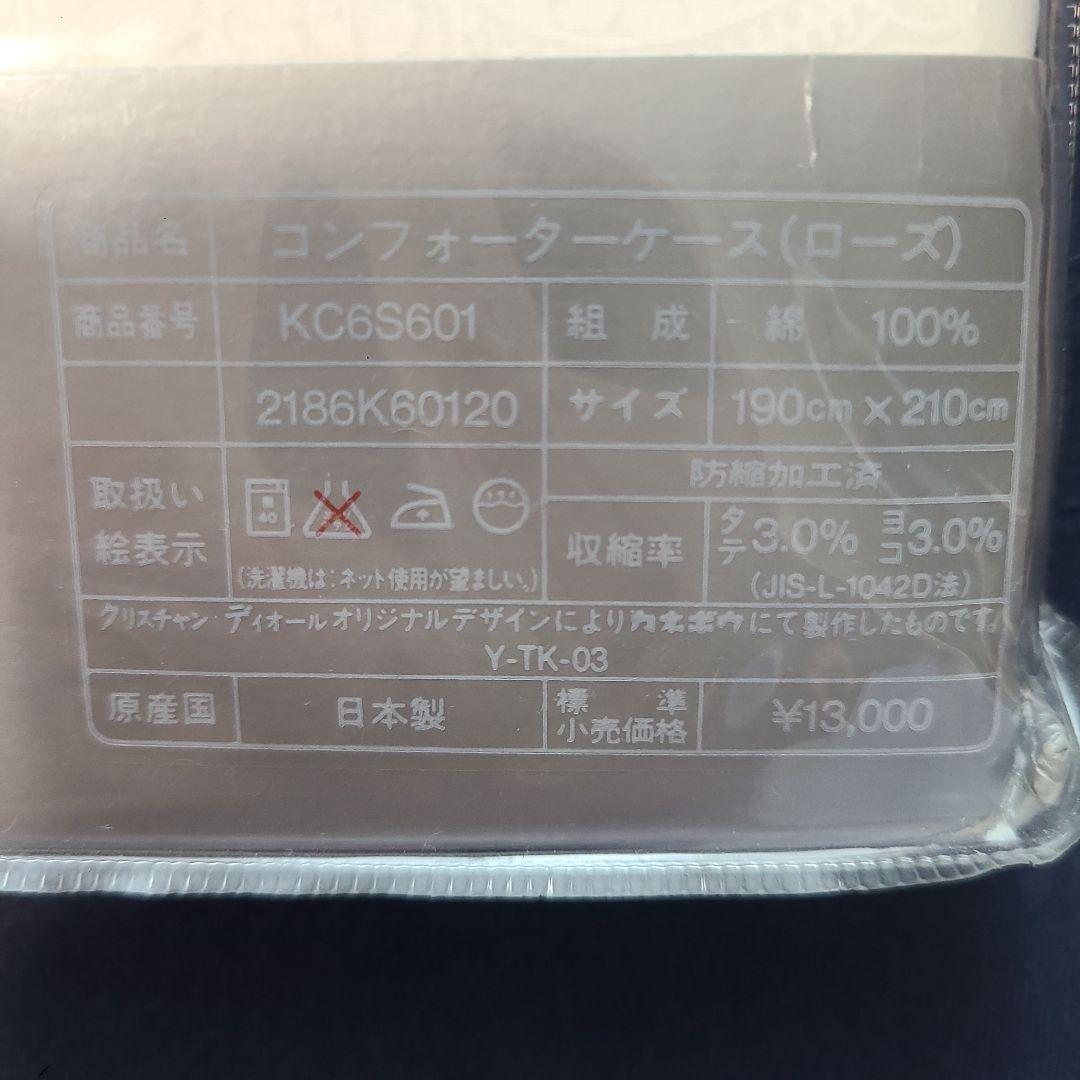 商品名 コンフォーターケース(ローズ)
商品番号 KC6S601 組成 綿 100%
2186K60120 サイズ 190cm×210cm
防縮加工済
取扱い
絵表示
40
(洗濯機は:ネット使用が望ましい。)
収縮率 タテ3.0% ヨコ3.0%
(JIS-L-1042D法)
クリスチャン・ディオールオリジナルデザインによりカネボウにて製作したものです。
Y-TK-03
原産国 日本製 標準小売価格 ¥13,000